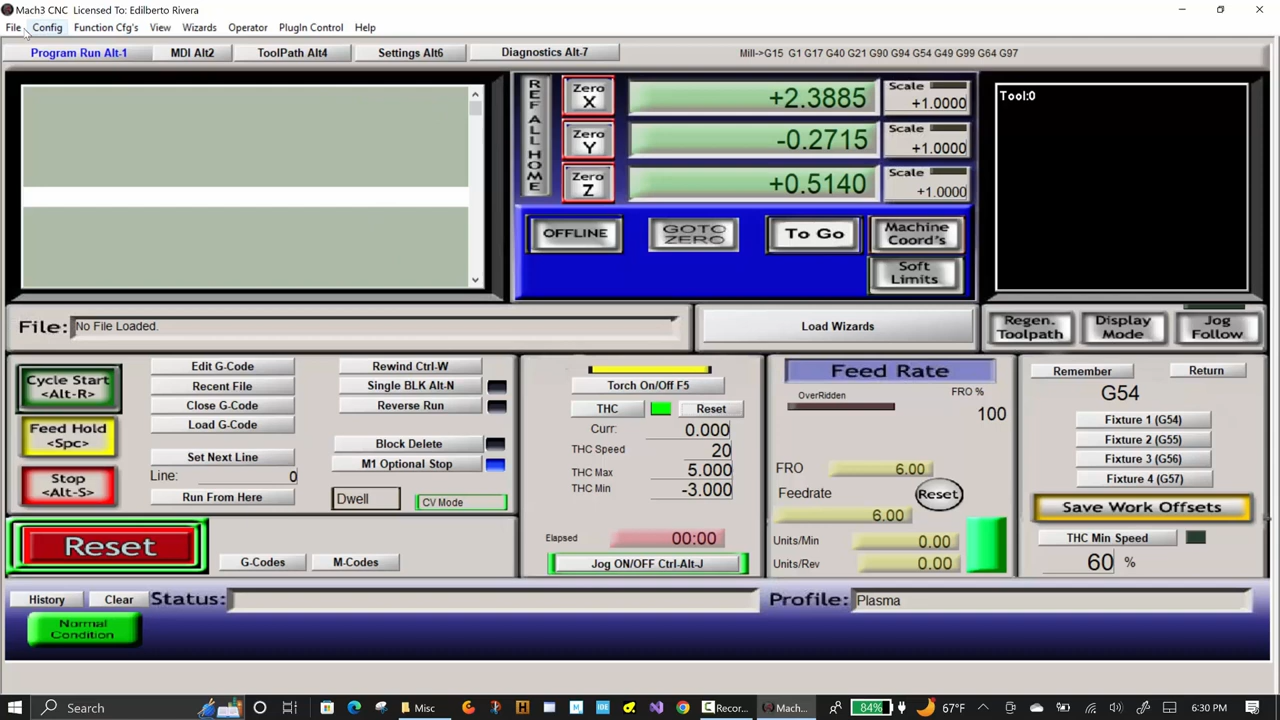 Mach3 CNC  Licensed To: Edilberto Rivera
File Config Function Cfg's View Wizards Operator PlugIn Control Help
Program Run Alt-1 MDI Alt2 ToolPath Alt4 Settings Alt6 Diagnostics Alt-7 Mill->G15 G1 G17 G40 G21 G90 G94 G54 G49 G99 G64 G97
REF ALL HOME
Zero X +2.3885 Scale +1.0000
Zero Y -0.2715 Scale +1.0000
Zero Z +0.5140 Scale +1.0000
Tool:0
OFFLINE GOTO ZERO To Go Machine Coord's
Soft Limits
File: No File Loaded. Load Wizards Regen. Toolpath Display Mode Jog Follow
Cycle Start <Alt-R>
Feed Hold <Spc>
Stop <Alt-S>
Reset
Edit G-Code
Recent File
Close G-Code
Load G-Code
Set Next Line
Line: 0
Run From Here
Rewind Ctrl-W
Single BLK Alt-N
Reverse Run
Block Delete
M1 Optional Stop
Dwell CV Mode
G-Codes M-Codes
Torch On/Off F5
THC Reset
Curr: 0.000
THC Speed 20
THC Max 5.000
THC Min -3.000
Elapsed 00:00
Jog ON/OFF Ctrl-Alt-J
Feed Rate
OverRidden FRO % 100
FRO 6.00
Feedrate Reset
6.00
Units/Min 0.00
Units/Rev 0.00
Remember Return
G54
Fixture 1 (G54)
Fixture 2 (G55)
Fixture 3 (G56)
Fixture 4 (G57)
Save Work Offsets
THC Min Speed
60 %
History Clear Status: Profile: Plasma
Normal Condition
Search Misc Recor... Mach... 84% 67°F 6:30 PM